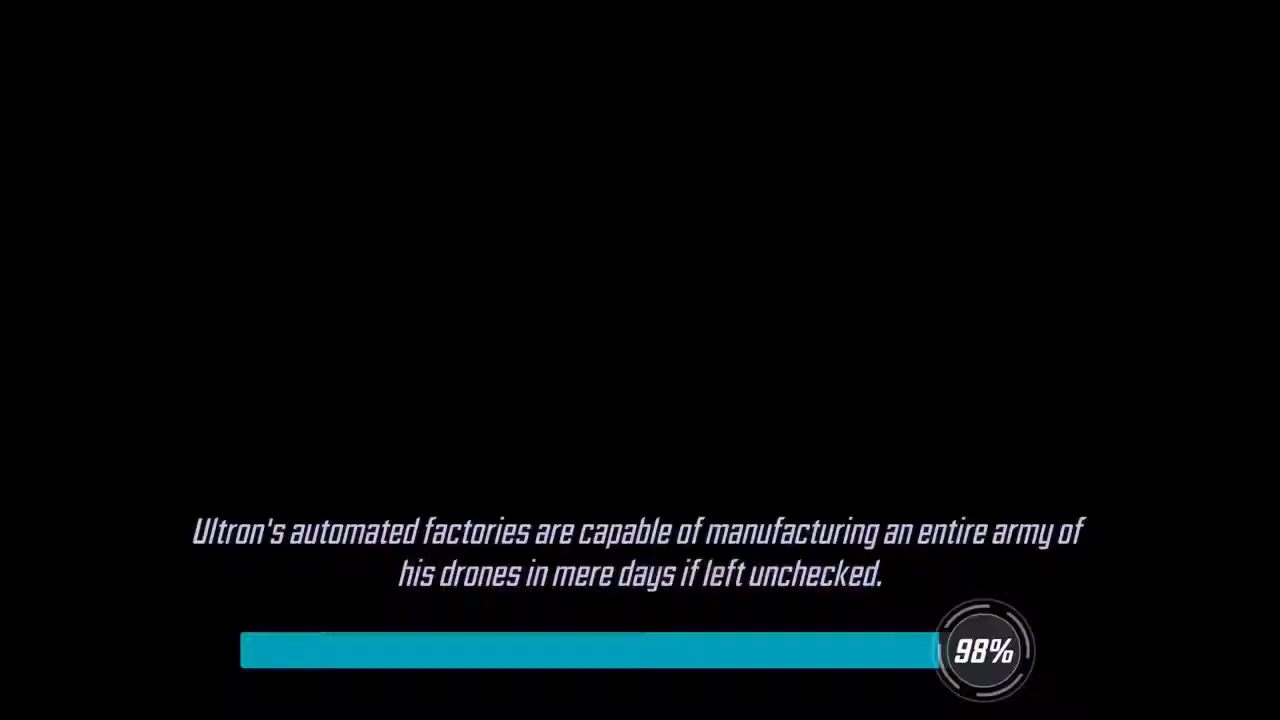 Ultron's automated factories are capable of manufacturing an entire army of
his drones in mere days if left unchecked.
98%